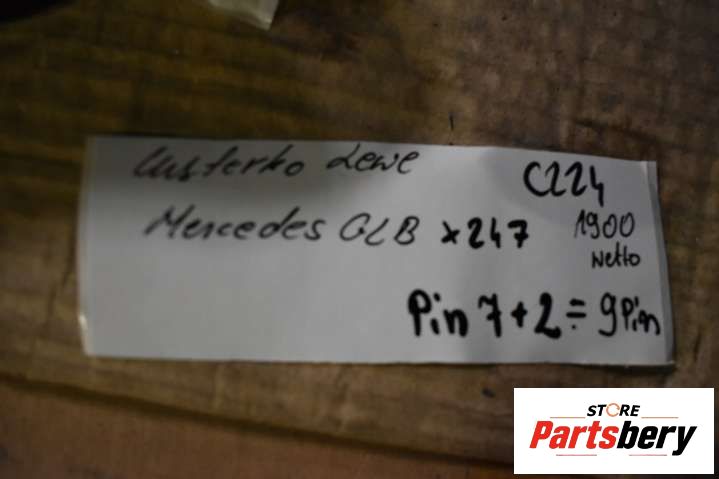 Lusterko Lewe
C224
Mercedes GLB x247
1900
Netto
Pin 7+2 = 9Pin
STORE
Partsbery